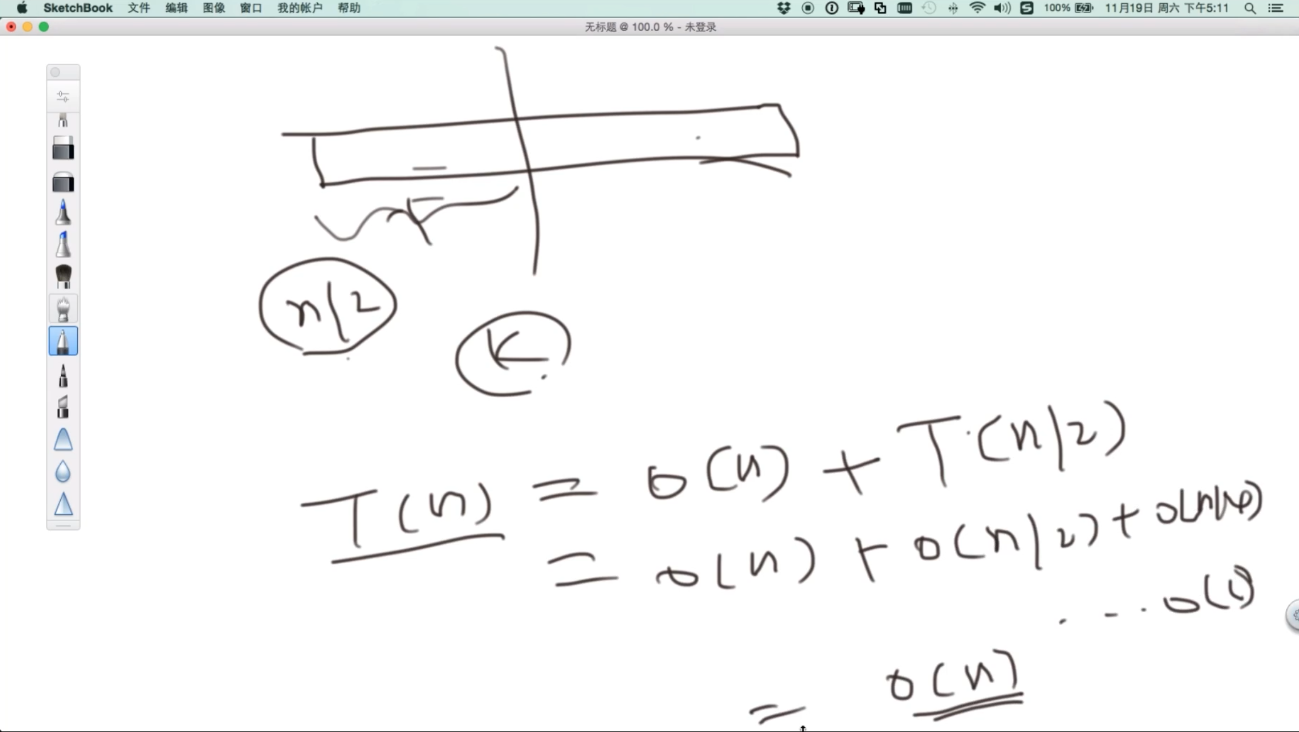 SketchBook 文件 编辑 图像 窗口 我的帐户 帮助 100% 11月19日 周六 下午5:11
无标题 @ 100.0 % - 未登录
n/2
K
T(n) = O(n) + T(n/2)
= O(n) + O(n/2) + O(n/4)
... O(1)
= O(n)